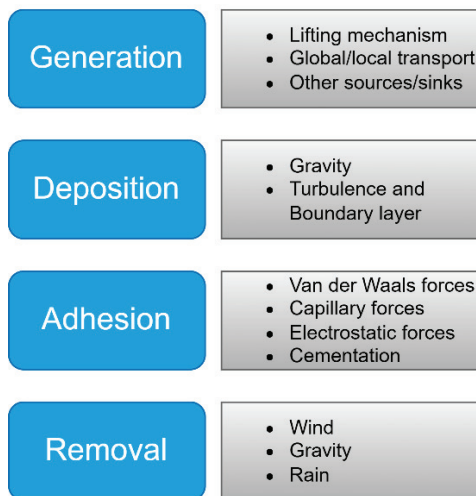 Generation
• Lifting mechanism
• Global/local transport
• Other sources/sinks
Deposition
• Gravity
• Turbulence and
Boundary layer
Adhesion
• Van der Waals forces
• Capillary forces
• Electrostatic forces
• Cementation
Removal
• Wind
• Gravity
• Rain